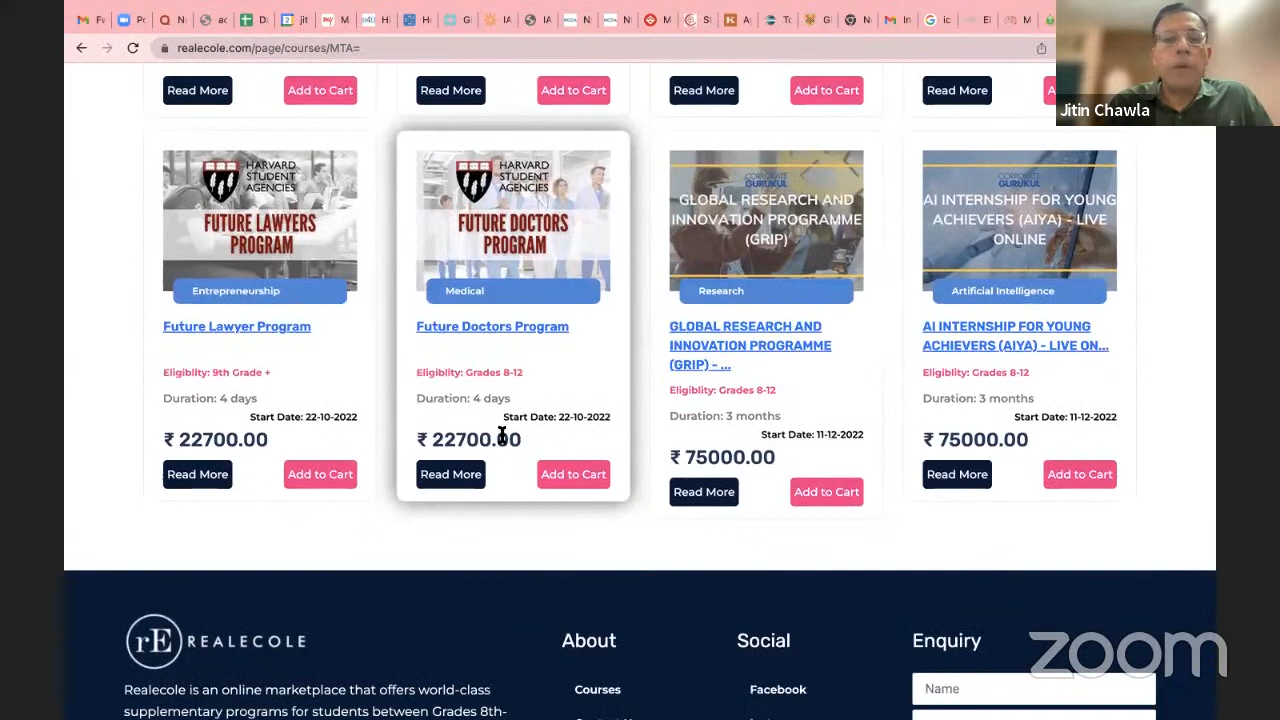 realecole.com/page/courses/MTA=
Read More
Add to Cart
Read More
Add to Cart
Read More
Add to Cart
Read More
Jitin Chawla
HARVARD
STUDENT
AGENCIES
FUTURE LAWYERS
PROGRAM
Entrepreneurship
Future Lawyer Program
Eligiblity: 9th Grade +
Duration: 4 days
Start Date: 22-10-2022
₹ 22700.00
Read More
Add to Cart
HARVARD
STUDENT
AGENCIES
FUTURE DOCTORS
PROGRAM
Medical
Future Doctors Program
Eligiblity: Grades 8-12
Duration: 4 days
Start Date: 22-10-2022
₹ 22700.00
Read More
Add to Cart
CORPORATE
GURUKUL
GLOBAL RESEARCH AND
INNOVATION PROGRAMME
(GRIP)
Research
GLOBAL RESEARCH AND
INNOVATION PROGRAMME
(GRIP) - ...
Eligiblity: Grades 8-12
Duration: 3 months
Start Date: 11-12-2022
₹ 75000.00
Read More
Add to Cart
CORPORATE
GURUKUL
AI INTERNSHIP FOR YOUNG
ACHIEVERS (AIYA) - LIVE
ONLINE
Artificial Intelligence
AI INTERNSHIP FOR YOUNG
ACHIEVERS (AIYA) - LIVE ON...
Eligiblity: Grades 8-12
Duration: 3 months
Start Date: 11-12-2022
₹ 75000.00
Read More
Add to Cart
rE REALECOLE
Realecole is an online marketplace that offers world-class
supplementary programs for students between Grades 8th-
About
Courses
Social
Facebook
Enquiry
Name
zoom